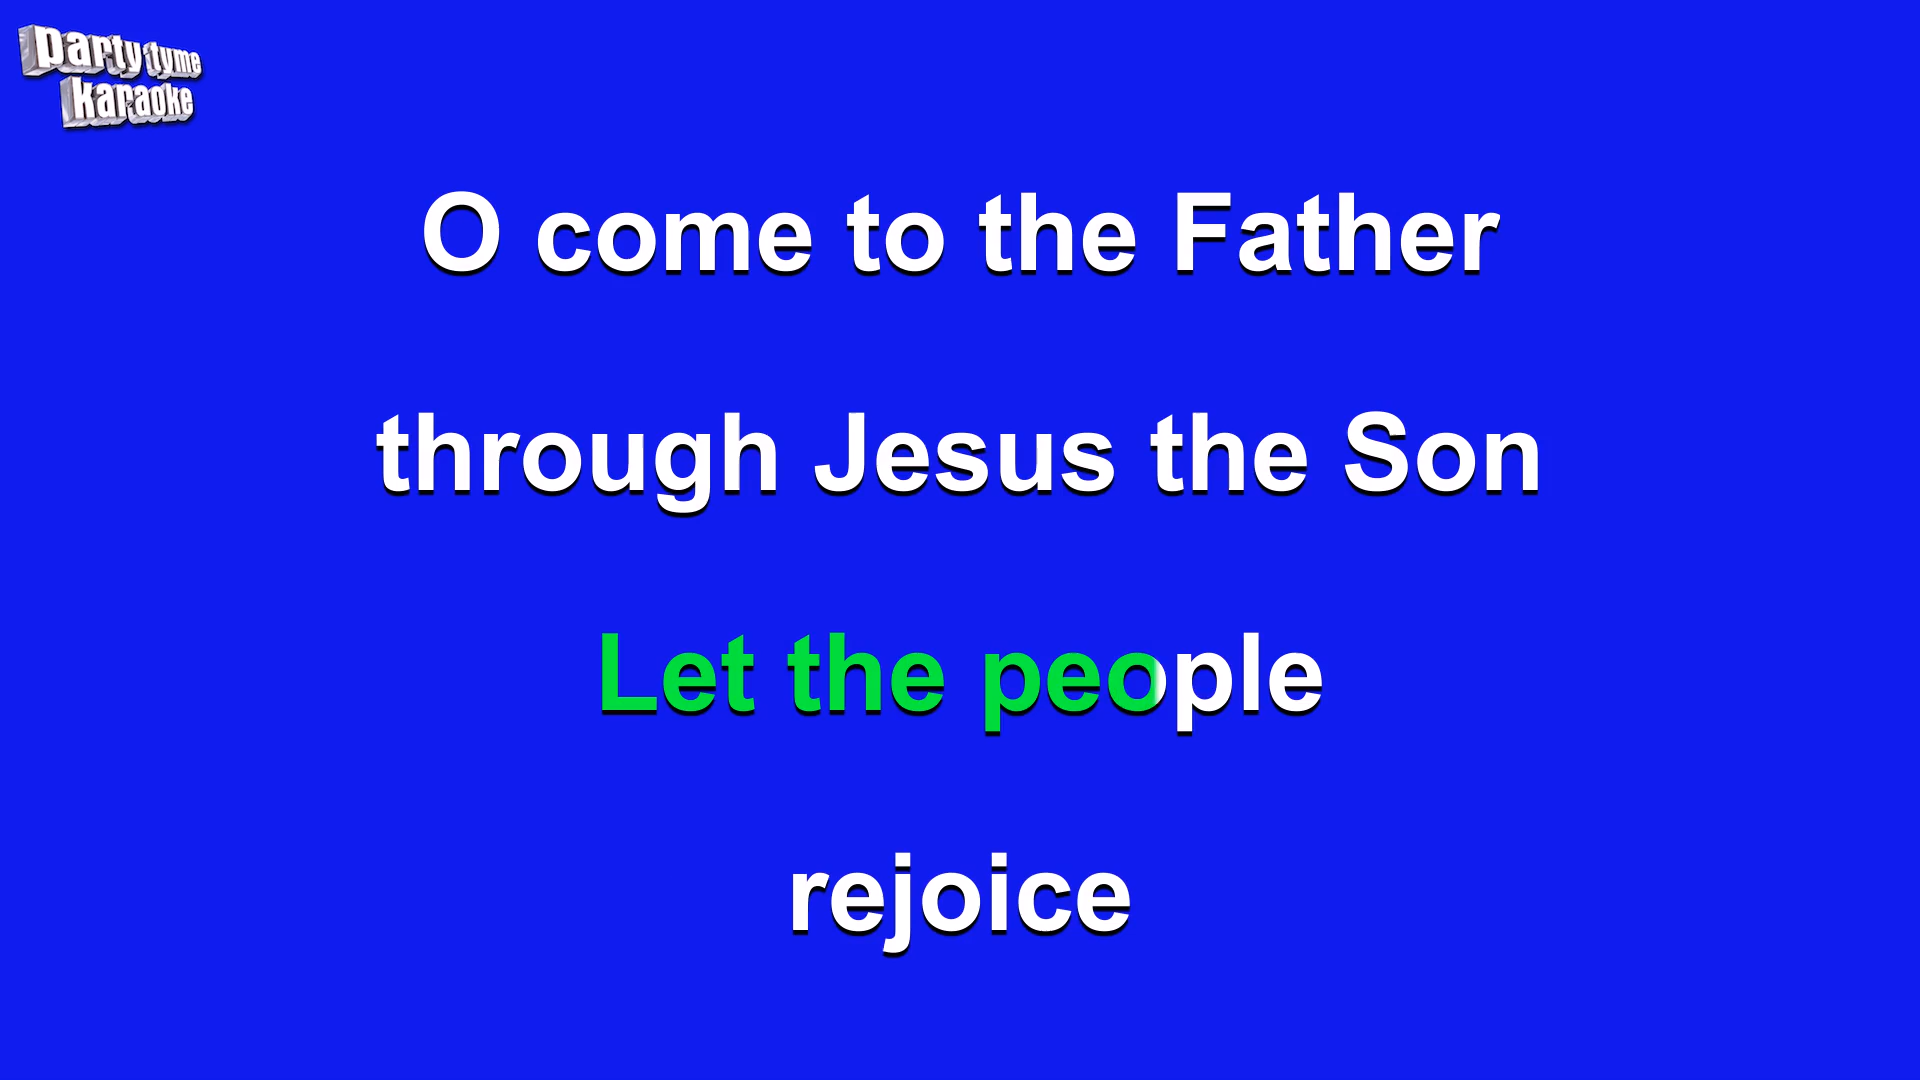 party tyme
karaoke
O come to the Father
through Jesus the Son
Let the people
rejoice